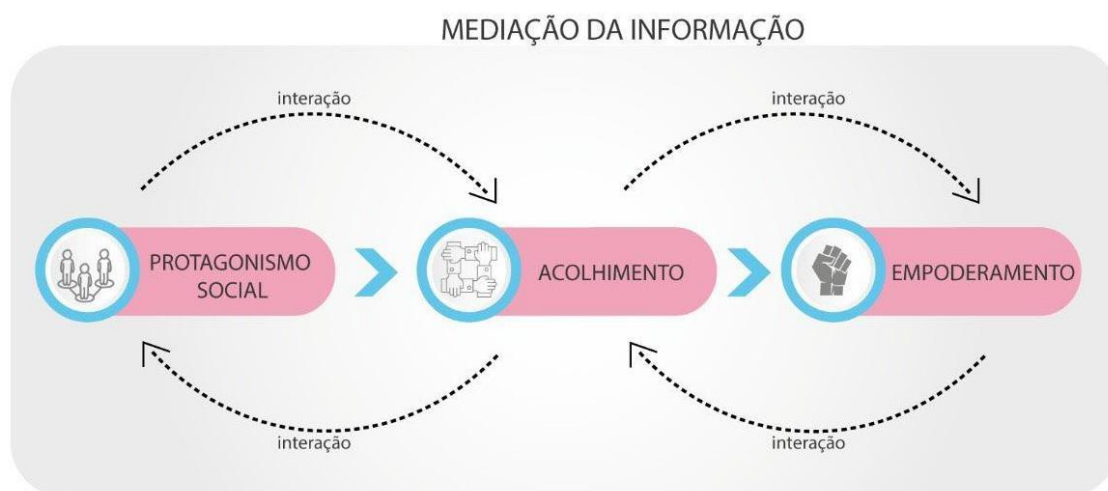 MEDIAÇÃO DA INFORMAÇÃO
interação
interação
PROTAGONISMO
SOCIAL
ACOLHIMENTO
EMPODERAMENTO
interação
interação